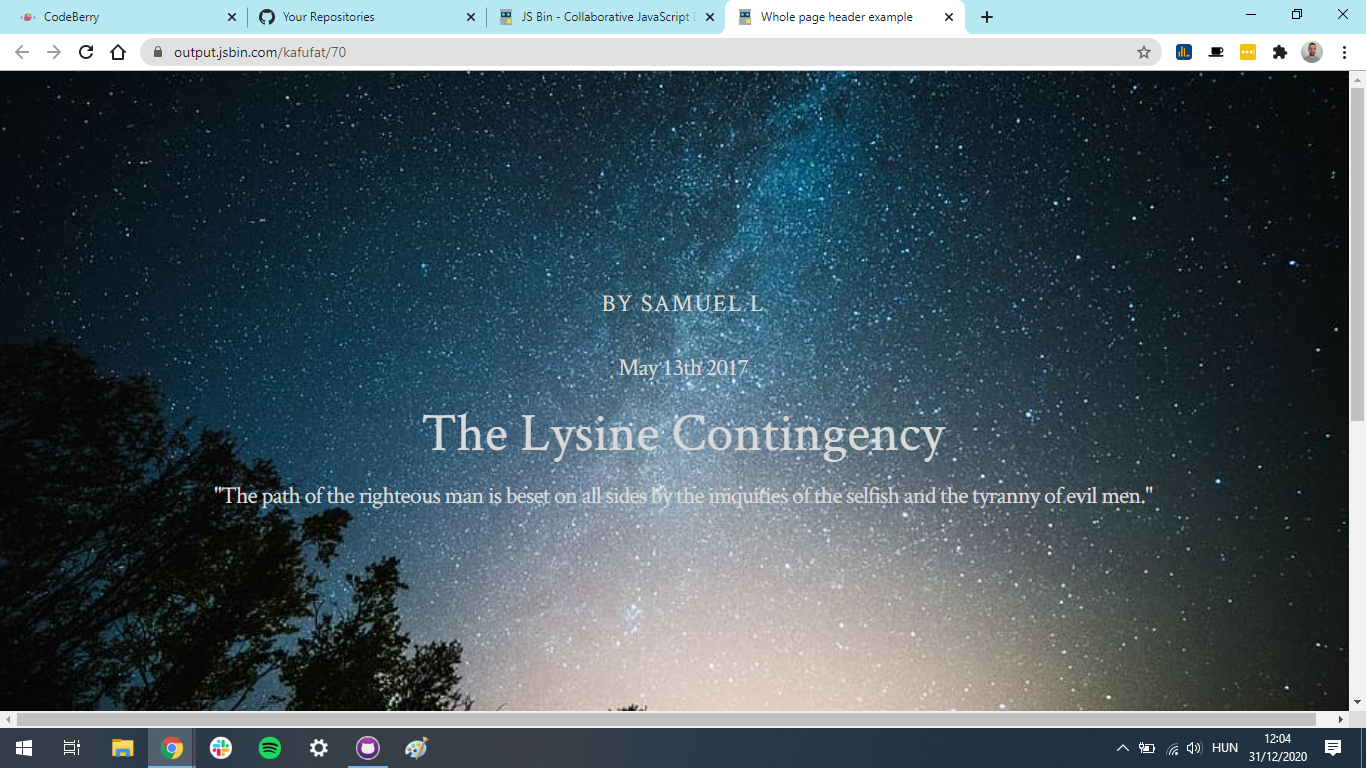 CodeBerry
Your Repositories
JS Bin - Collaborative JavaScript
Whole page header example
output.jsbin.com/kafufat/70
BY SAMUEL L
May 13th 2017
The Lysine Contingency
"The path of the righteous man is beset on all sides by the iniquities of the selfish and the tyranny of evil men."
HUN
12:04
31/12/2020